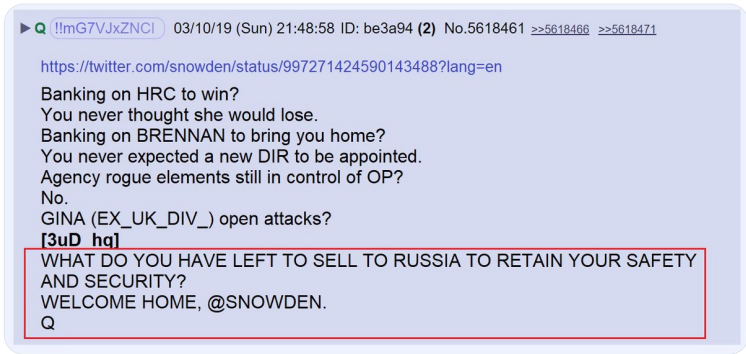 ▶ Q !!mG7VJxZNCI 03/10/19 (Sun) 21:48:58 ID: be3a94 (2) No.5618461 >>5618466 >>5618471
https://twitter.com/snowden/status/997271424590143488?lang=en
Banking on HRC to win?
You never thought she would lose.
Banking on BRENNAN to bring you home?
You never expected a new DIR to be appointed.
Agency rogue elements still in control of OP?
No.
GINA (EX_UK_DIV_) open attacks?
[3uD_hq]
WHAT DO YOU HAVE LEFT TO SELL TO RUSSIA TO RETAIN YOUR SAFETY
AND SECURITY?
WELCOME HOME, @SNOWDEN.
Q